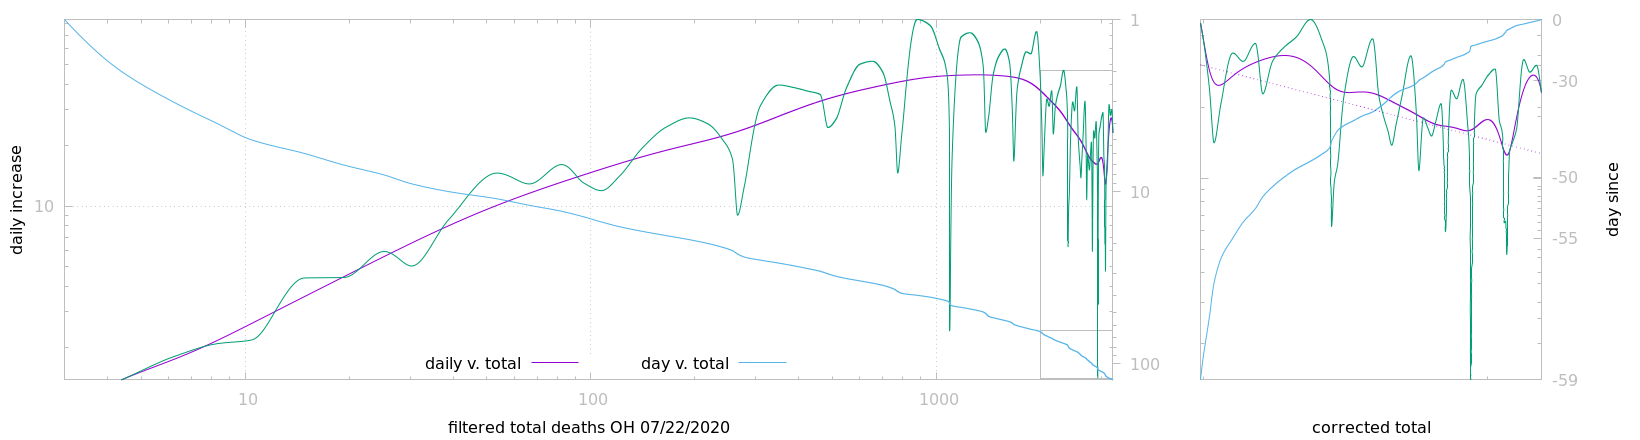 1
0
-30
10
daily increase
10
-50
day since
-55
daily v. total
day v. total
100
-59
10
100
1000
filtered total deaths OH 07/22/2020
corrected total